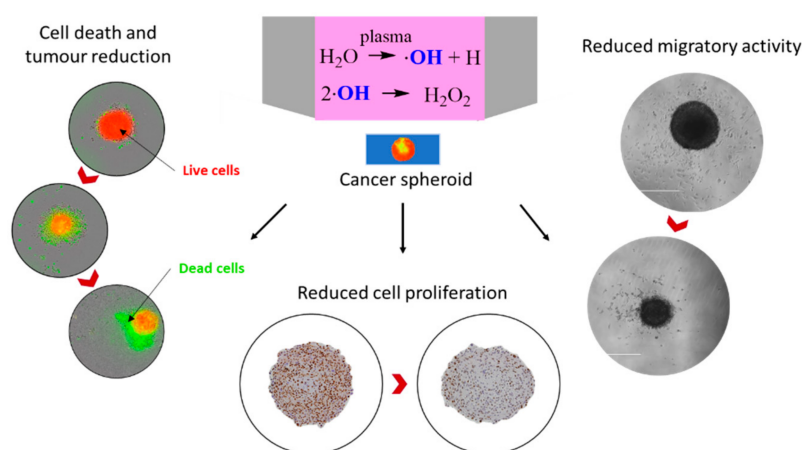 Cell death and
tumour reduction
plasma
H₂O → ·OH + H
2·OH → H₂O₂
Reduced migratory activity
Live cells
Cancer spheroid
Dead cells
Reduced cell proliferation